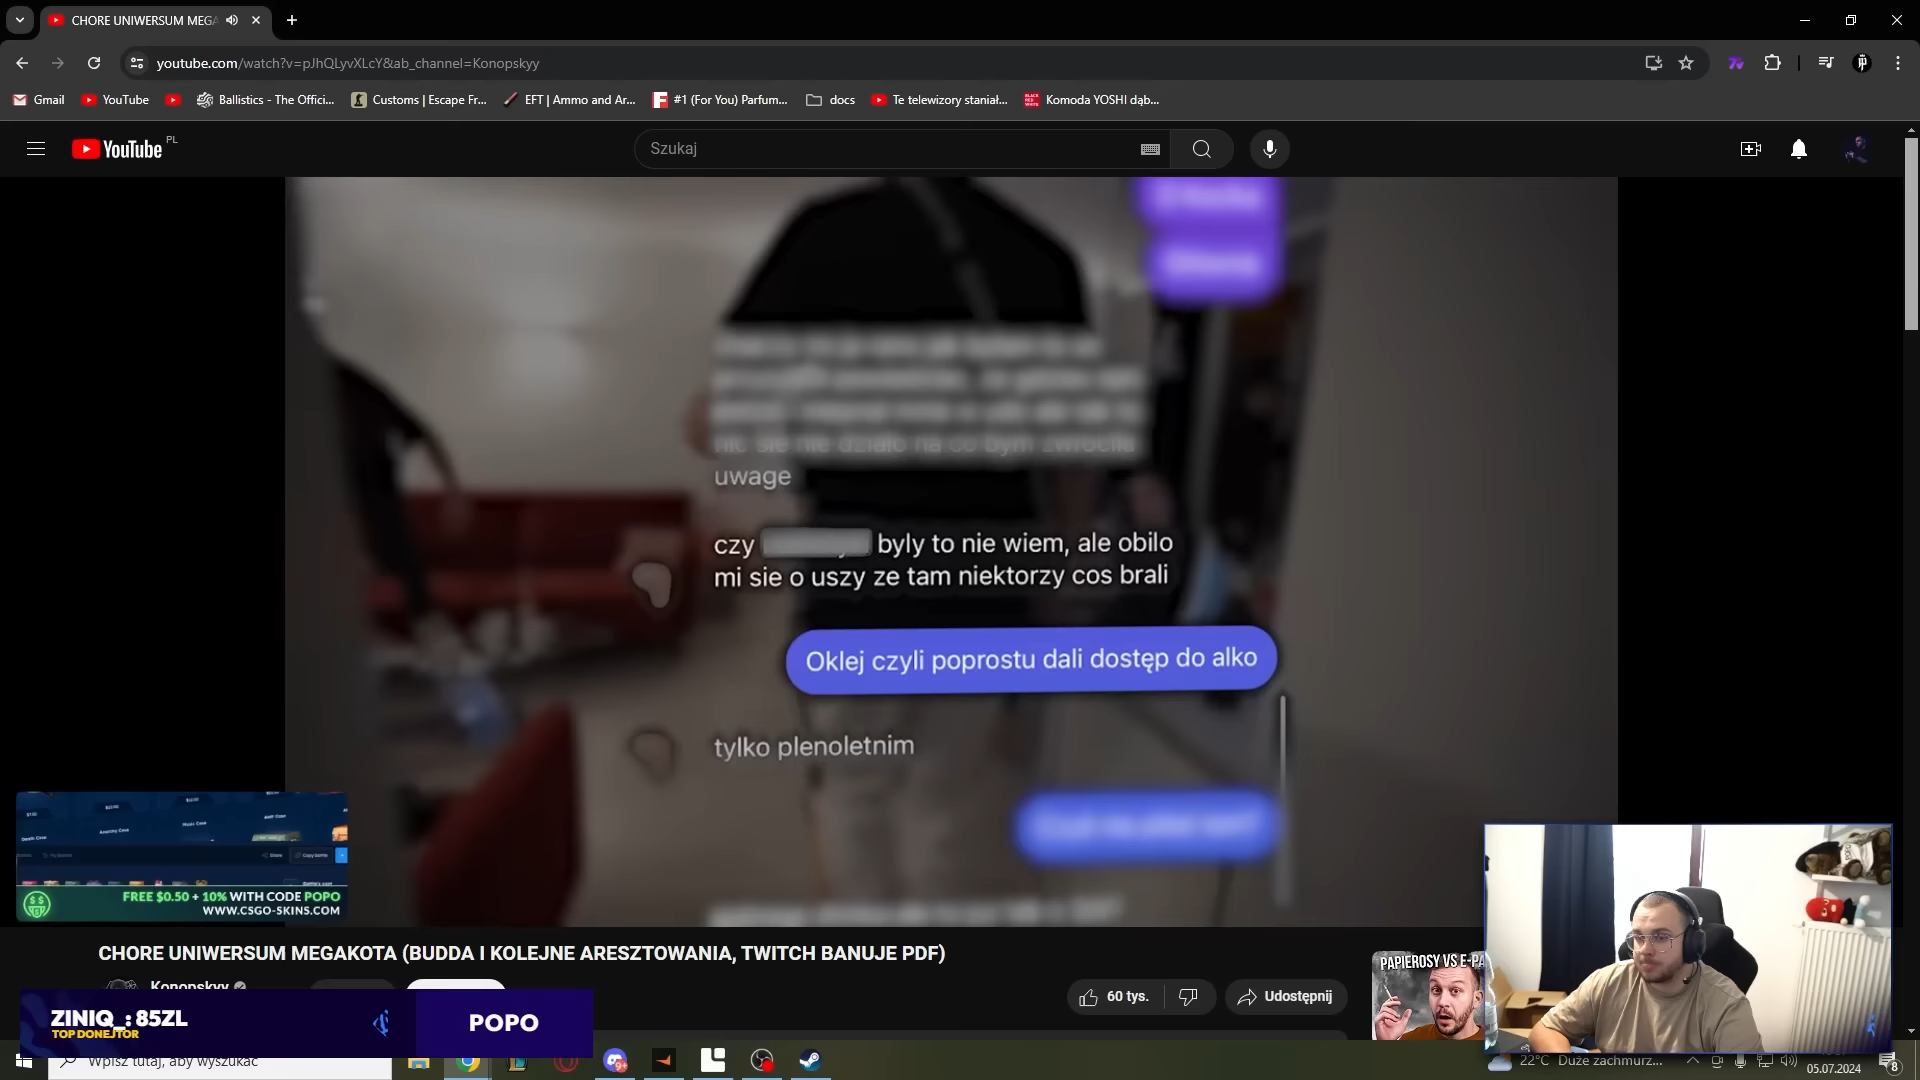 CHORE UNIWERSUM MEGA
youtube.com/watch?v=pJhQLyvXLcY&ab_channel=Konopskyy
Gmail
YouTube
Ballistics - The Offici...
Customs | Escape Fr...
EFT | Ammo and Ar...
#1 (For You) Parfum...
docs
Te telewizory staniał...
Komoda YOSHI dąb...
YouTube PL
Szukaj
uwage
czy
byly to nie wiem, ale obilo
mi sie o uszy ze tam niektorzy cos brali
Oklej czyli poprostu dali dostęp do alko
tylko plenoletnim
FREE $0.50 + 10% WITH CODE POPO
WWW.CSGO-SKINS.COM
CHORE UNIWERSUM MEGAKOTA (BUDDA I KOLEJNE ARESZTOWANIA, TWITCH BANUJE PDF)
Konopskyy
60 tys.
Udostępnij
PAPIEROSY VS E-PA
ZINIQ_: 85ZL
TOP DONEJTOR
POPO
Wpisz tutaj, aby wyszukać
22°C Duże zachmurz...
05.07.2024
8